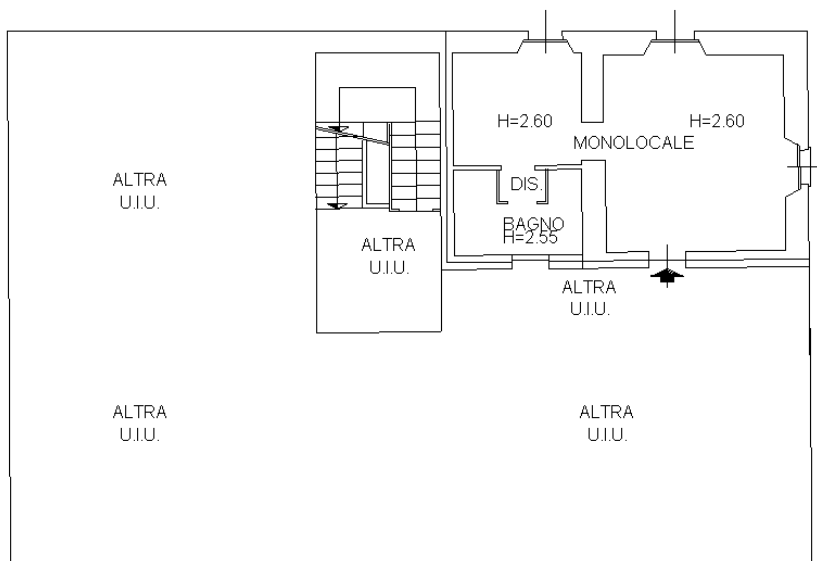 H=2.60
H=2.60
MONOLOCALE
DIS.
BAGNO
H=2.55
ALTRA
U.I.U.
ALTRA
U.I.U.
ALTRA
U.I.U.
ALTRA
U.I.U.
ALTRA
U.I.U.